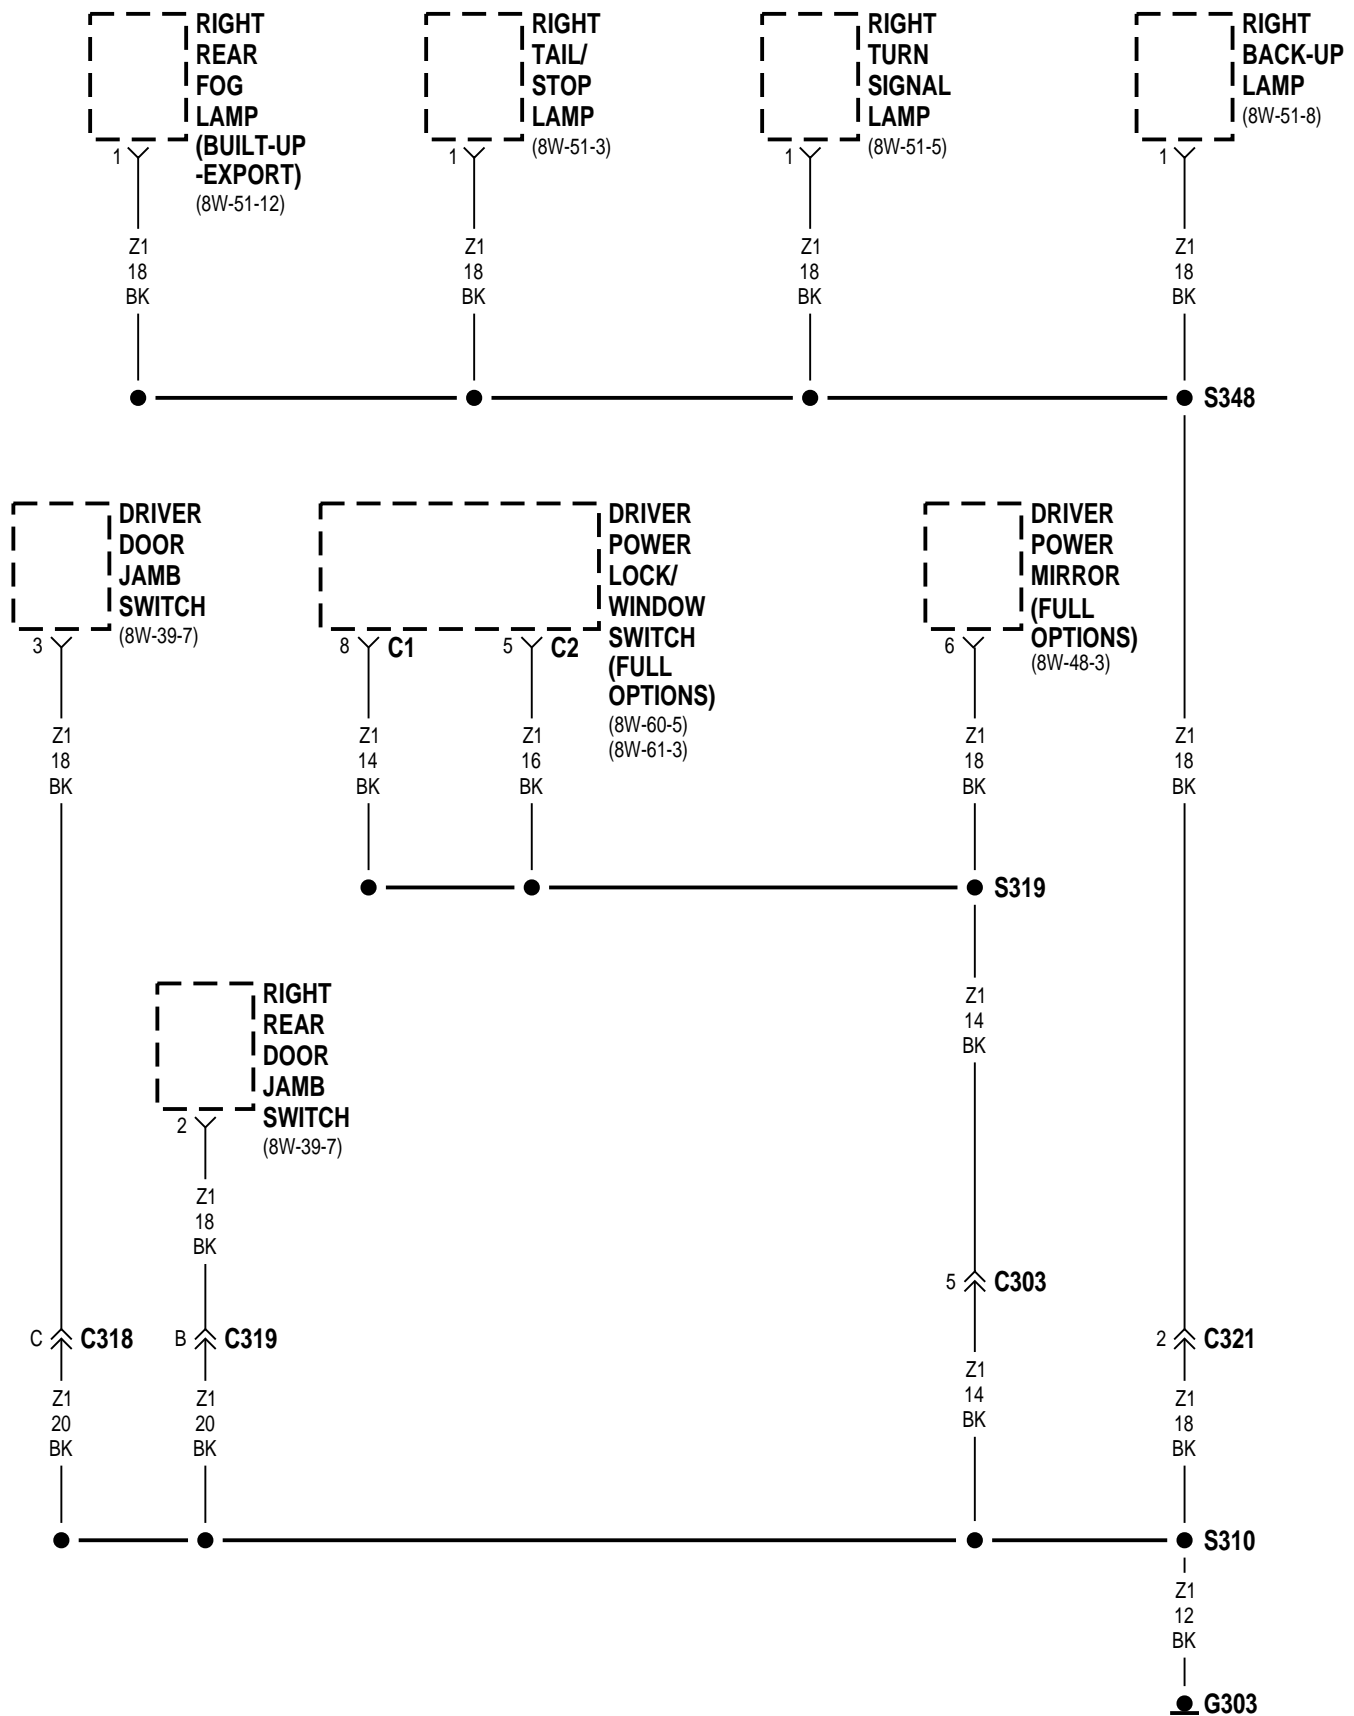 RIGHT
REAR
FOG
LAMP
(BUILT-UP
-EXPORT)
(8W-51-12)
1
RIGHT
TAIL/
STOP
LAMP
(8W-51-3)
1
RIGHT
TURN
SIGNAL
LAMP
(8W-51-5)
1
RIGHT
BACK-UP
LAMP
(8W-51-8)
1
Z1
18
BK
Z1
18
BK
Z1
18
BK
Z1
18
BK
S348
DRIVER
DOOR
JAMB
SWITCH
(8W-39-7)
3
DRIVER
POWER
LOCK/
WINDOW
SWITCH
(FULL
OPTIONS)
(8W-60-5)
(8W-61-3)
8 C1
5 C2
DRIVER
POWER
MIRROR
(FULL
OPTIONS)
(8W-48-3)
6
Z1
18
BK
Z1
14
BK
Z1
16
BK
Z1
18
BK
Z1
18
BK
S319
RIGHT
REAR
DOOR
JAMB
SWITCH
(8W-39-7)
2
Z1
14
BK
Z1
18
BK
5 C303
C C318
B C319
2 C321
Z1
20
BK
Z1
20
BK
Z1
14
BK
Z1
18
BK
S310
Z1
12
BK
G303